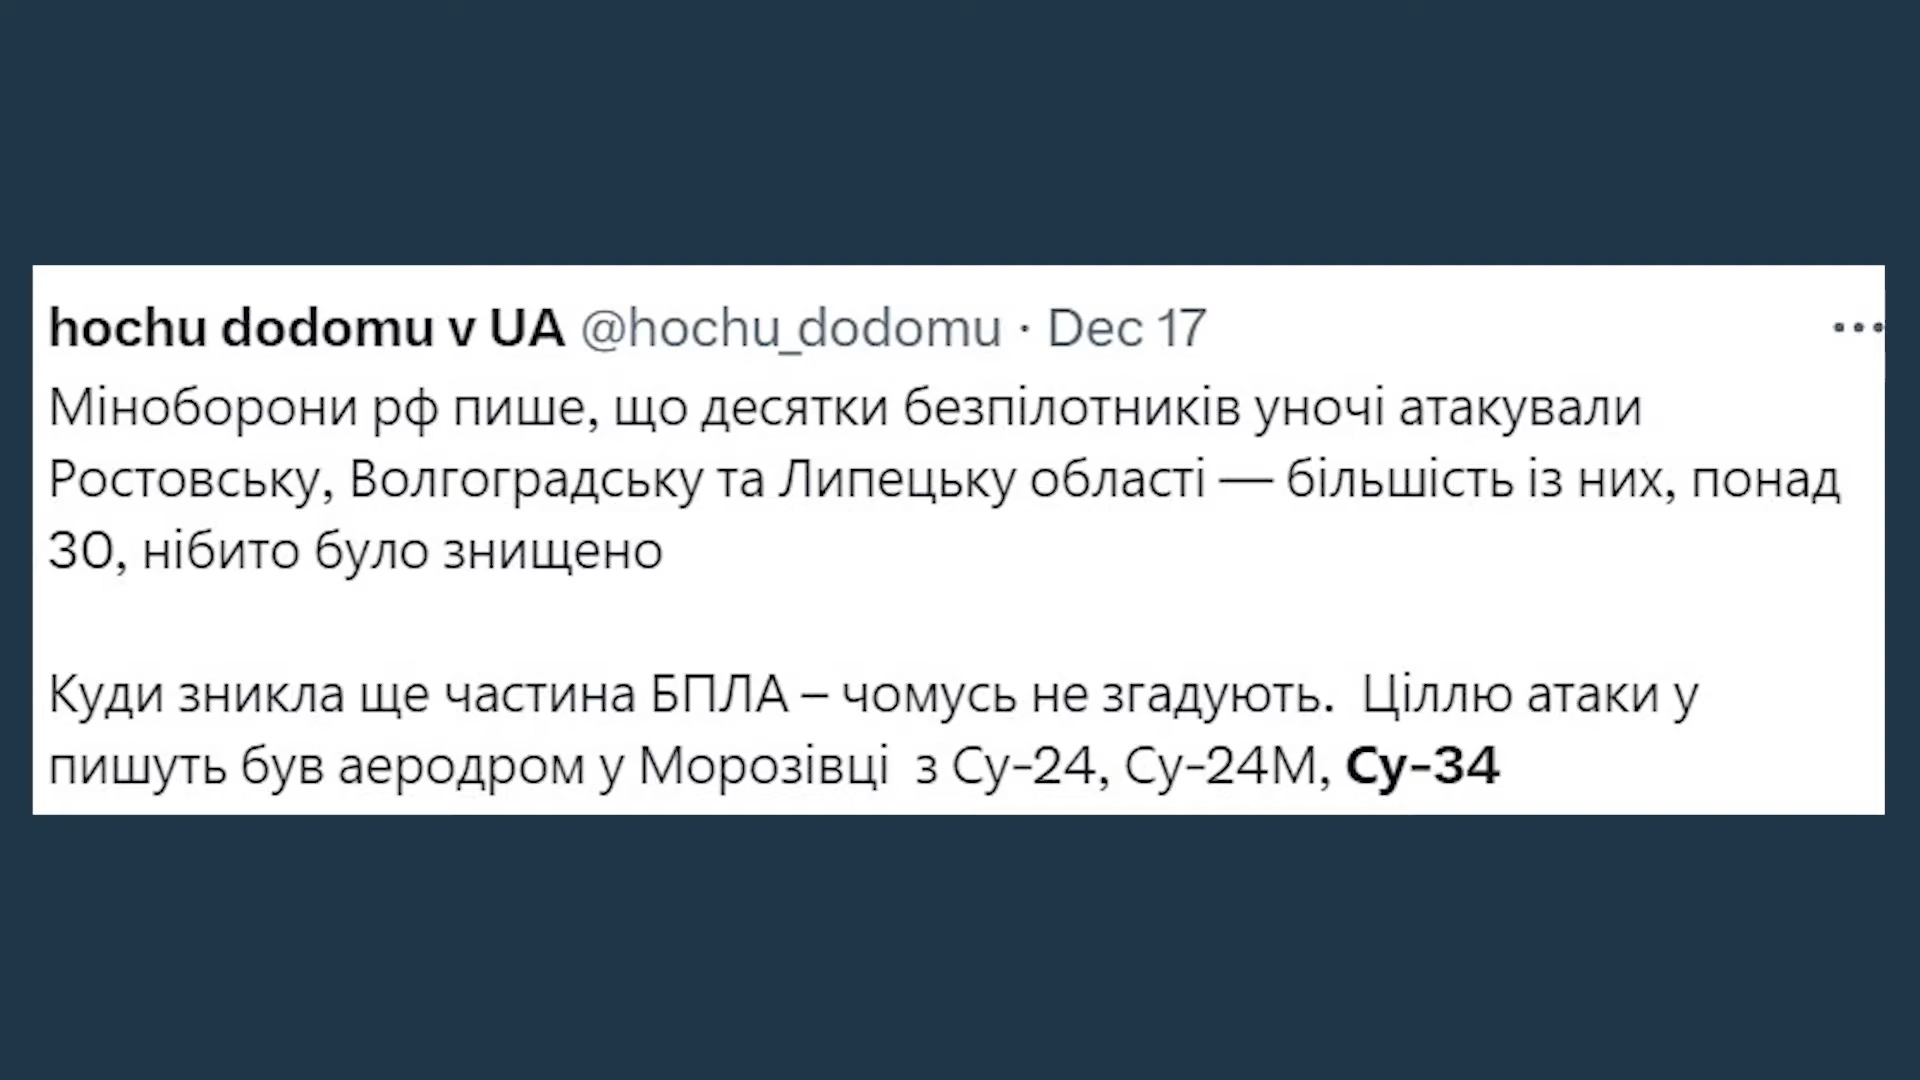 hochu dodomu v UA @hochu_dodomu · Dec 17
Міноборони рф пише, що десятки безпілотників уночі атакували
Ростовську, Волгоградську та Липецьку області — більшість із них, понад
30, нібито було знищено
Куди зникла ще частина БПЛА – чомусь не згадують.  Ціллю атаки у
пишуть був аеродром у Морозівці  з Су-24, Су-24М, Су-34